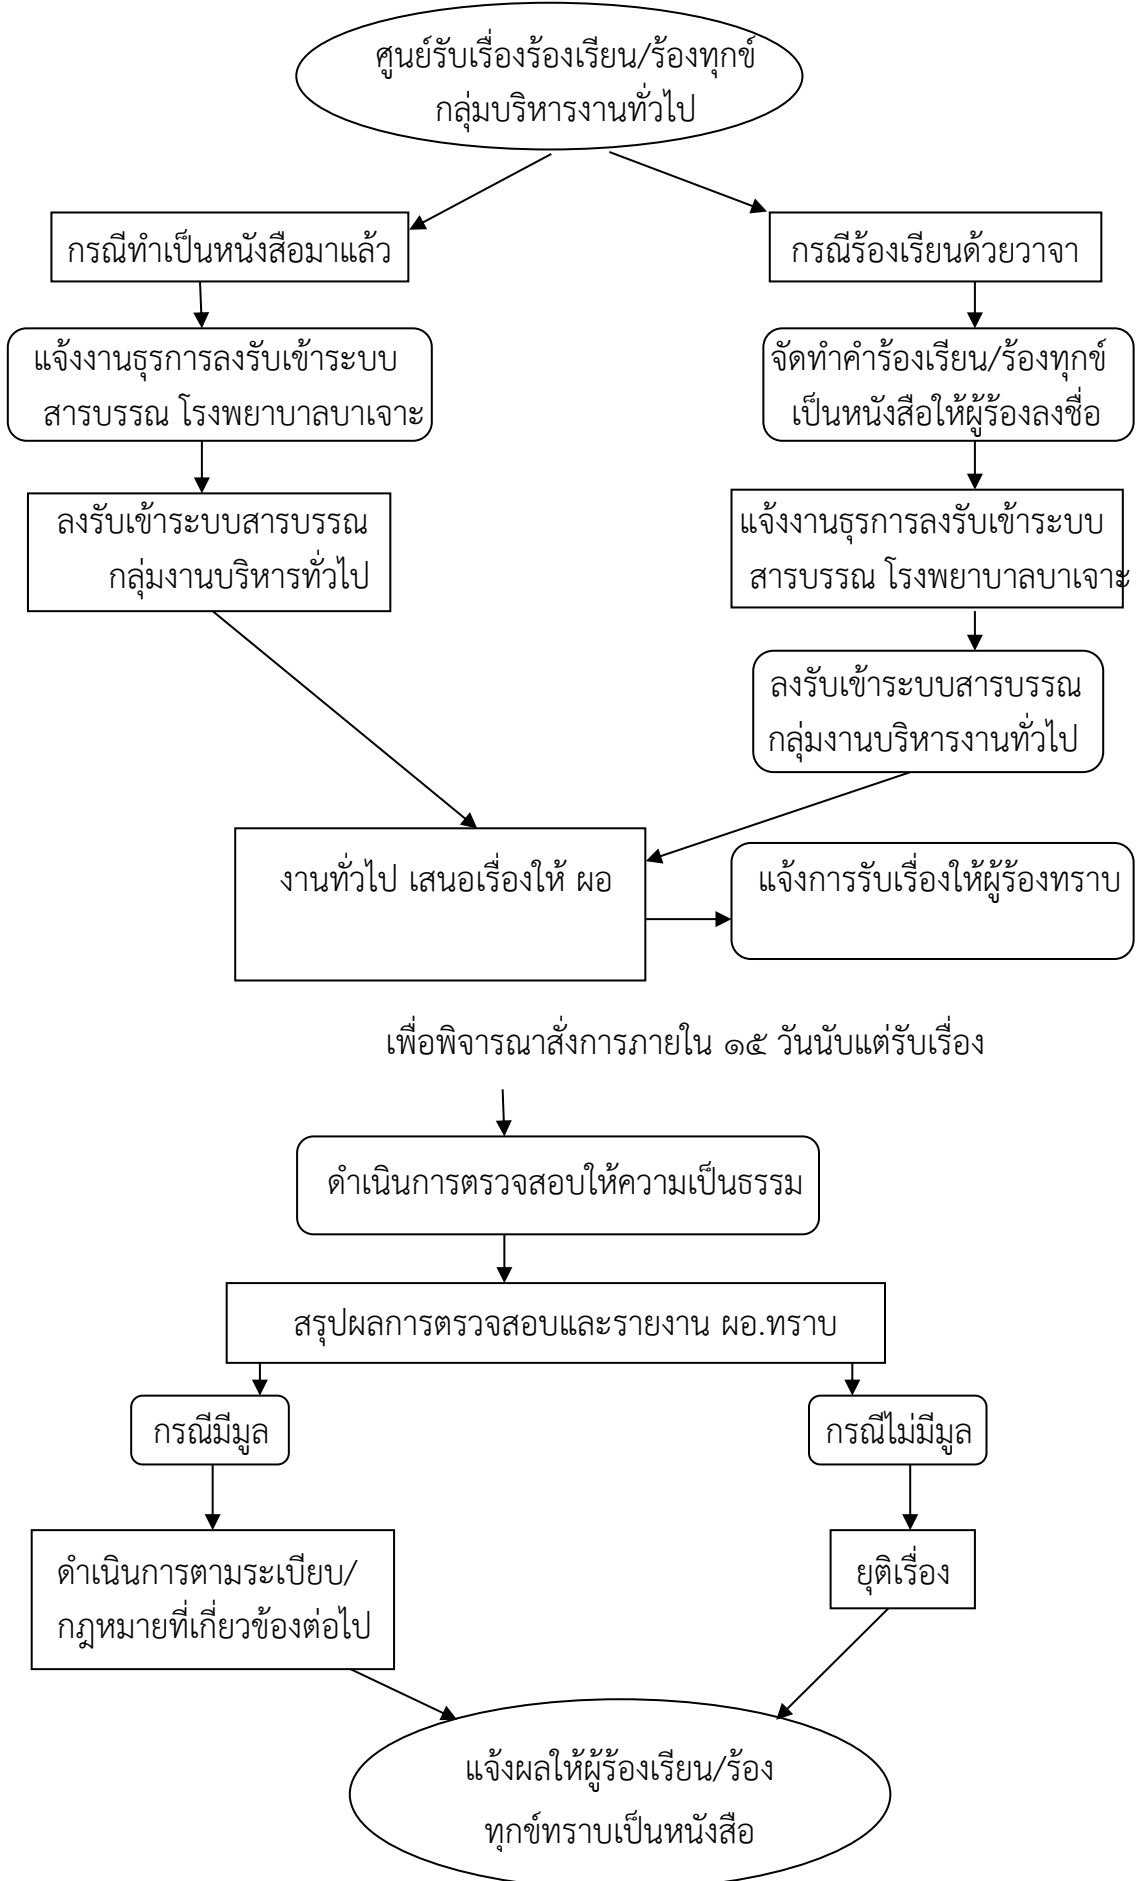 ศูนย์รับเรื่องร้องเรียน/ร้องทุกข์
กลุ่มบริหารงานทั่วไป
กรณีทำเป็นหนังสือมาแล้ว
กรณีร้องเรียนด้วยวาจา
แจ้งงานธุรการลงรับเข้าระบบ
สารบรรณ โรงพยาบาลบาเจาะ
จัดทำคำร้องเรียน/ร้องทุกข์
เป็นหนังสือให้ผู้ร้องลงชื่อ
ลงรับเข้าระบบสารบรรณ
กลุ่มงานบริหารทั่วไป
แจ้งงานธุรการลงรับเข้าระบบ
สารบรรณ โรงพยาบาลบาเจาะ
ลงรับเข้าระบบสารบรรณ
กลุ่มงานบริหารงานทั่วไป
งานทั่วไป เสนอเรื่องให้ ผอ
แจ้งการรับเรื่องให้ผู้ร้องทราบ
เพื่อพิจารณาสั่งการภายใน ๑๕ วันนับแต่รับเรื่อง
ดำเนินการตรวจสอบให้ความเป็นธรรม
สรุปผลการตรวจสอบและรายงาน ผอ.ทราบ
กรณีมีมูล
กรณีไม่มีมูล
ดำเนินการตามระเบียบ/
กฎหมายที่เกี่ยวข้องต่อไป
ยุติเรื่อง
แจ้งผลให้ผู้ร้องเรียน/ร้อง
ทุกข์ทราบเป็นหนังสือ